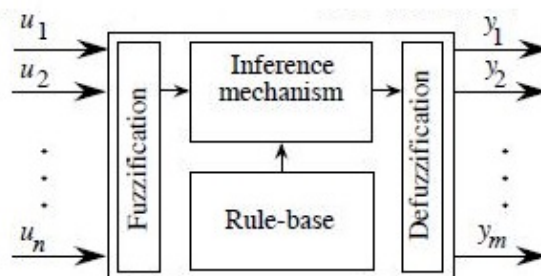 u1
u2
un
Fuzzification
Inference
mechanism
Rule-base
Defuzzification
y1
y2
ym